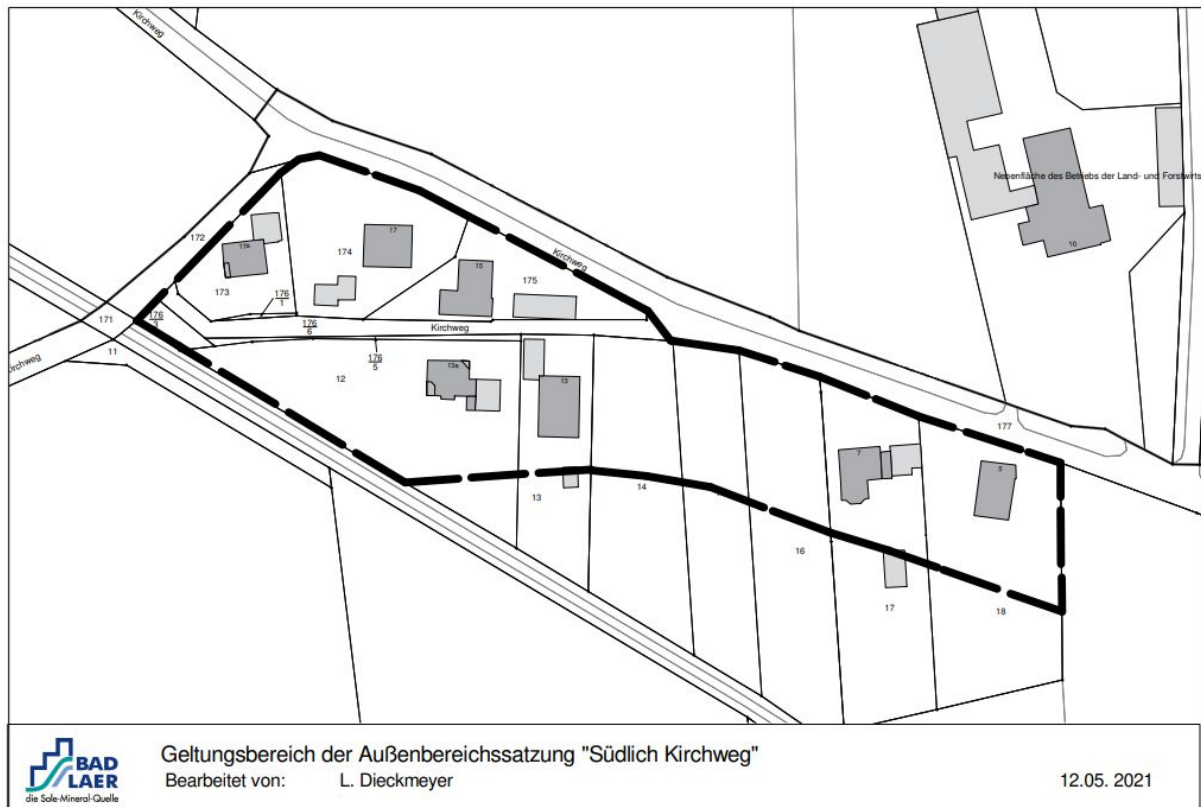 Kirchweg
Nebenfläche des Betriebs der Land- und Forstwirts
16
172
17a
17
174
15
175
Kirchweg
173
176
1
171
176
3
176
6
Kirchweg
11
Kirchweg
176
5
12
13a
13
177
7
5
13
14
16
17
18
BAD
LAER
die Sole-Mineral-Quelle
Geltungsbereich der Außenbereichssatzung "Südlich Kirchweg"
Bearbeitet von: L. Dieckmeyer
12.05. 2021